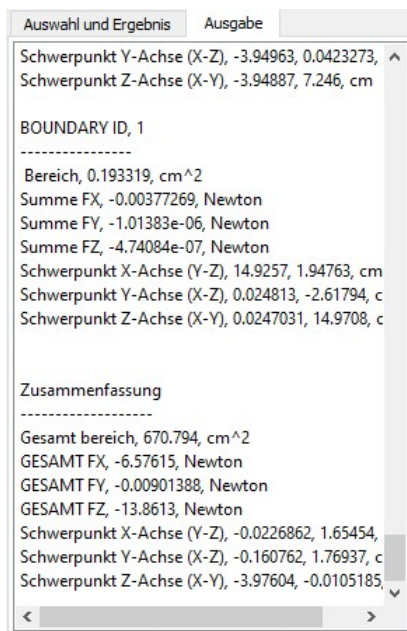 Auswahl und Ergebnis Ausgabe
Schwerpunkt Y-Achse (X-Z), -3.94963, 0.0423273,
Schwerpunkt Z-Achse (X-Y), -3.94887, 7.246, cm
BOUNDARY ID, 1
----------------
Bereich, 0.193319, cm^2
Summe FX, -0.00377269, Newton
Summe FY, -1.01383e-06, Newton
Summe FZ, -4.74084e-07, Newton
Schwerpunkt X-Achse (Y-Z), 14.9257, 1.94763, cm
Schwerpunkt Y-Achse (X-Z), 0.024813, -2.61794, c
Schwerpunkt Z-Achse (X-Y), 0.0247031, 14.9708, c
Zusammenfassung
------------------
Gesamt bereich, 670.794, cm^2
GESAMT FX, -6.57615, Newton
GESAMT FY, -0.00901388, Newton
GESAMT FZ, -13.8613, Newton
Schwerpunkt X-Achse (Y-Z), -0.0226862, 1.65454,
Schwerpunkt Y-Achse (X-Z), -0.160762, 1.76937, c
Schwerpunkt Z-Achse (X-Y), -3.97604, -0.0105185,